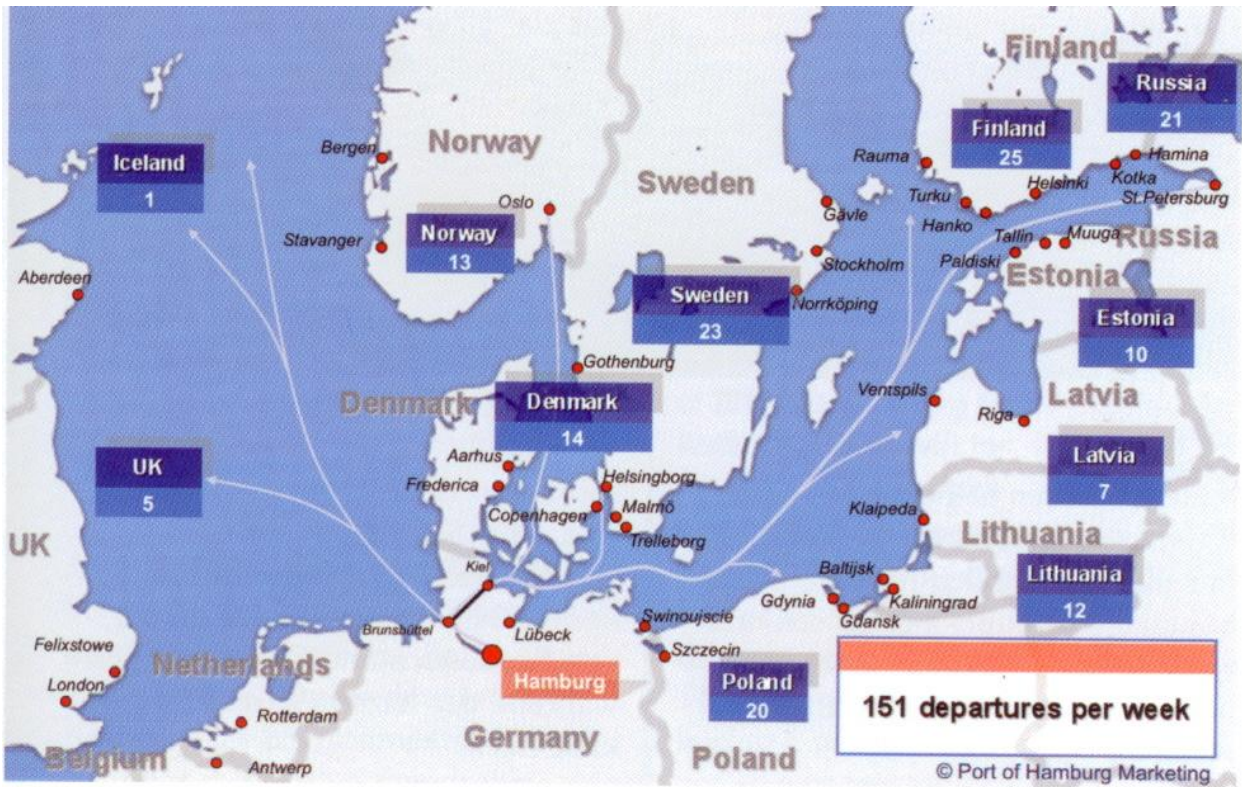 Finland
Russia
21
Finland
25
Iceland
1
Bergen
Norway
Rauma
Hamina
Kotka
Helsinki
Turku
Sweden
St.Petersburg
Oslo
Gävle
Hanko
Norway
13
Tallin
Muuga
Russia
Stavanger
Stockholm
Paldiski
Estonia
Aberdeen
Sweden
23
Norrköping
Estonia
10
Gothenburg
Ventspils
Latvia
Denmark
Denmark
14
Riga
Aarhus
Latvia
7
UK
5
Frederica
Helsingborg
Copenhagen
Malmö
Klaipeda
Trelleborg
Lithuania
UK
Kiel
Baltijsk
Lithuania
12
Gdynia
Kaliningrad
Gdansk
Brunsbüttel
Lübeck
Swinoujscie
Felixstowe
Netherlands
Szczecin
Hamburg
Poland
20
London
151 departures per week
Rotterdam
Germany
Belgium
Antwerp
Poland
© Port of Hamburg Marketing